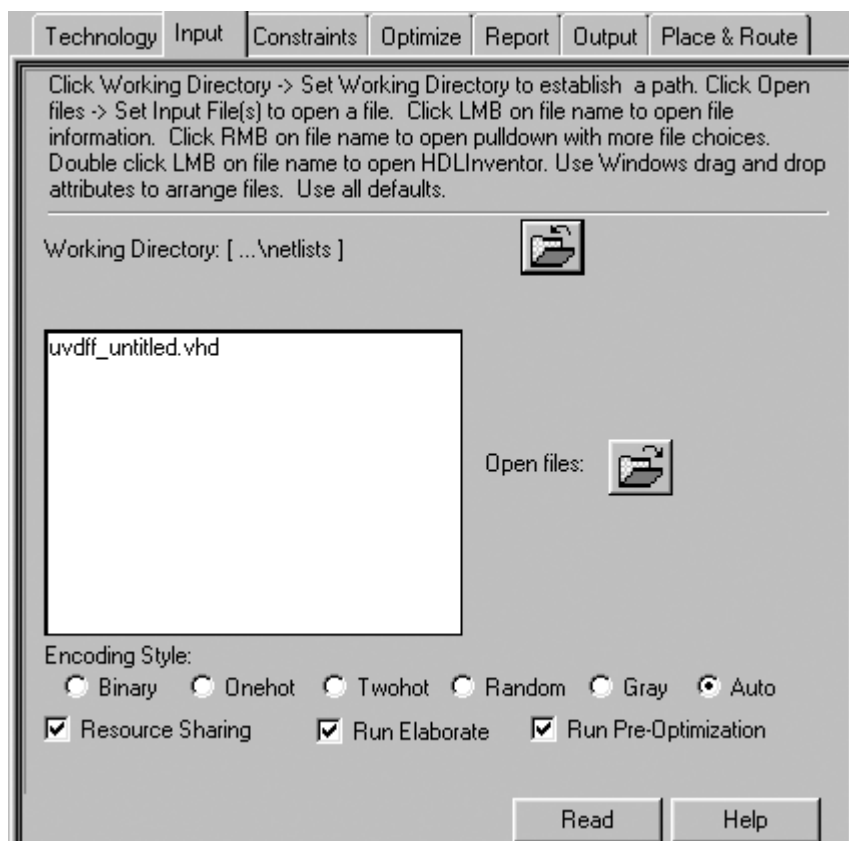 Technology Input Constraints Optimize Report Output Place & Route
Click Working Directory -> Set Working Directory to establish a path. Click Open
files -> Set Input File(s) to open a file. Click LMB on file name to open file
information. Click RMB on file name to open pulldown with more file choices.
Double click LMB on file name to open HDLInventor. Use Windows drag and drop
attributes to arrange files. Use all defaults.
Working Directory: [ ...\netlists ]
uvdff_untitled.vhd
Open files:
Encoding Style:
Binary Onehot Twohot Random Gray Auto
Resource Sharing Run Elaborate Run Pre-Optimization
Read Help